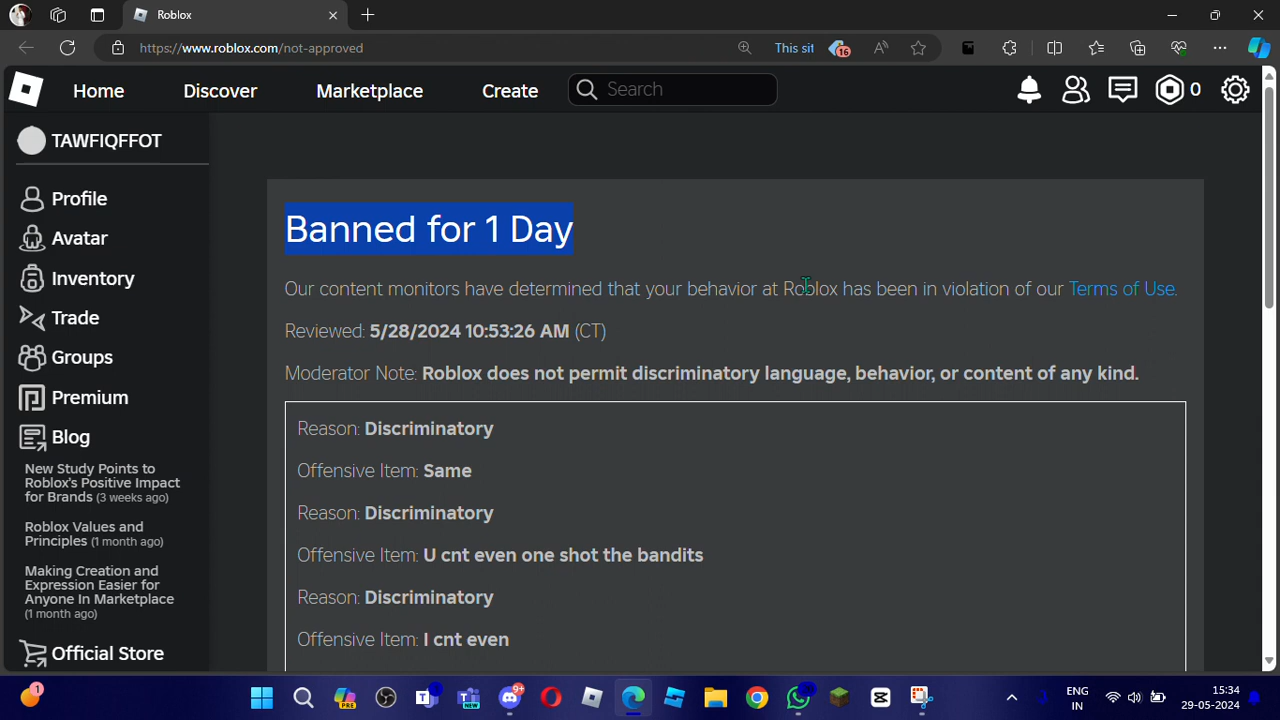 Roblox
https://www.roblox.com/not-approved
This sit
16
Home
Discover
Marketplace
Create
Search
0
TAWFIQFFOT
Profile
Avatar
Inventory
Trade
Groups
Premium
Blog
New Study Points to
Roblox's Positive Impact
for Brands (3 weeks ago)
Roblox Values and
Principles (1 month ago)
Making Creation and
Expression Easier for
Anyone In Marketplace
(1 month ago)
Official Store
Banned for 1 Day
Our content monitors have determined that your behavior at Roblox has been in violation of our Terms of Use.
Reviewed: 5/28/2024 10:53:26 AM (CT)
Moderator Note: Roblox does not permit discriminatory language, behavior, or content of any kind.
Reason: Discriminatory
Offensive Item: Same
Reason: Discriminatory
Offensive Item: U cnt even one shot the bandits
Reason: Discriminatory
Offensive Item: I cnt even
1
PRE
NEW
9+
ENG
IN
15:34
29-05-2024